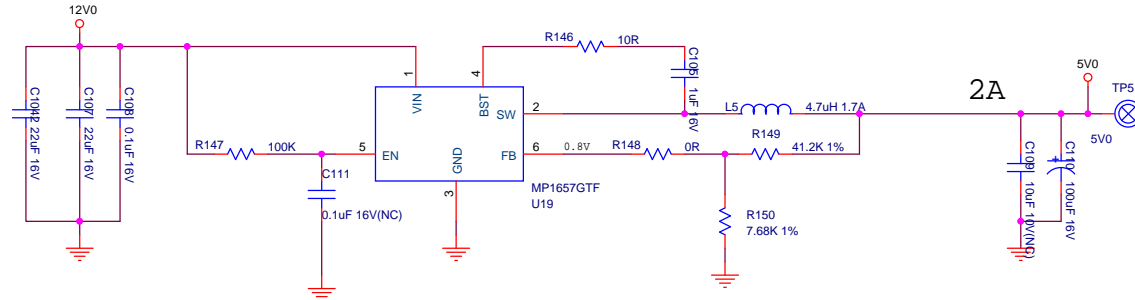 12V0
C1042 22uF 16V
C107 22uF 16V
C108 0.1uF 16V
R147
100K
C111
0.1uF 16V(NC)
1
VIN
4
BST
SW
2
5
EN
FB
6
GND
3
MP1657GTF
U19
R146
10R
C105 1uF 16V
L5
4.7uH 1.7A
0.8V
R148
0R
R149
41.2K 1%
R150
7.68K 1%
2A
5V0
TP5
5V0
C109 10uF 10V(NC)
C110 100uF 16V
+